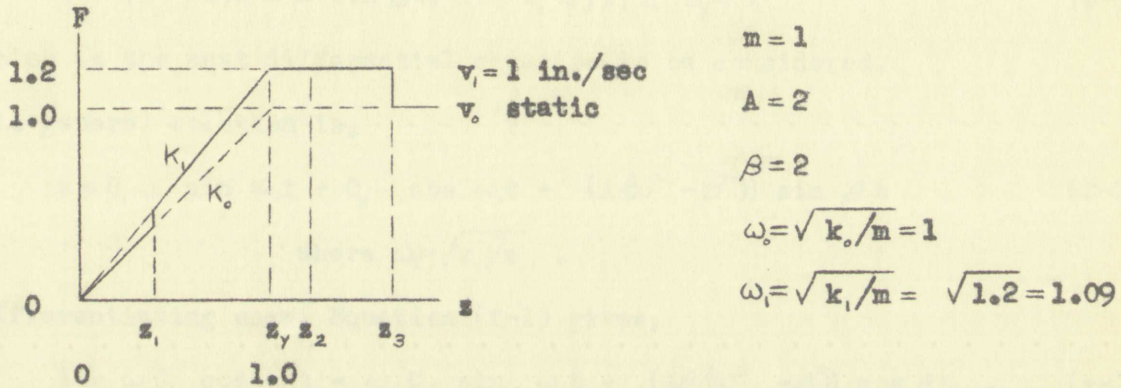 F
1.2
v₁ = 1 in./sec
1.0
v₀ static
k₁
k₀
0
z₁
z_y
z₂
z₃
z
0
1.0
m = 1
A = 2
β = 2
ω₀ = √k₀/m = 1
ω₁ = √k₁/m = √1.2 = 1.09